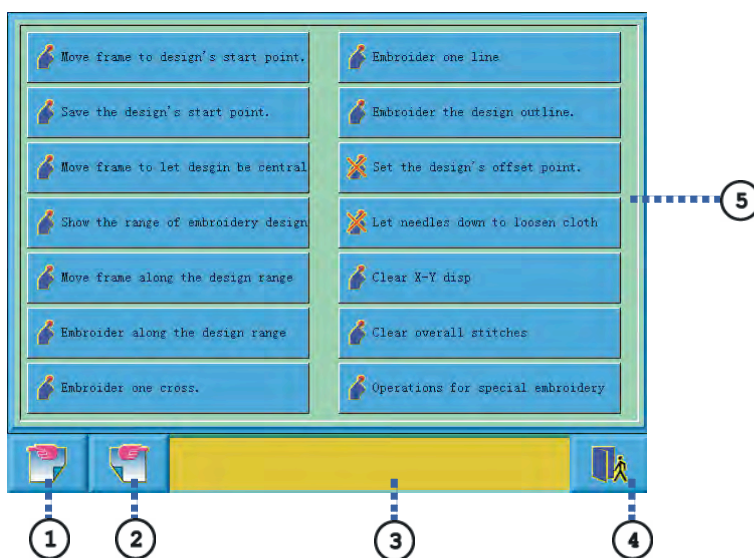 Move frame to design's start point.
Save the design's start point.
Move frame to let desgin be central
Show the range of embroidery design
Move frame along the design range
Embroider along the design range
Embroider one cross.
Embroider one line
Embroider the design outline.
Set the design's offset point.
Let needles down to loosen cloth
Clear X-Y disp
Clear overall stitches
Operations for special embroidery
5
1
2
3
4